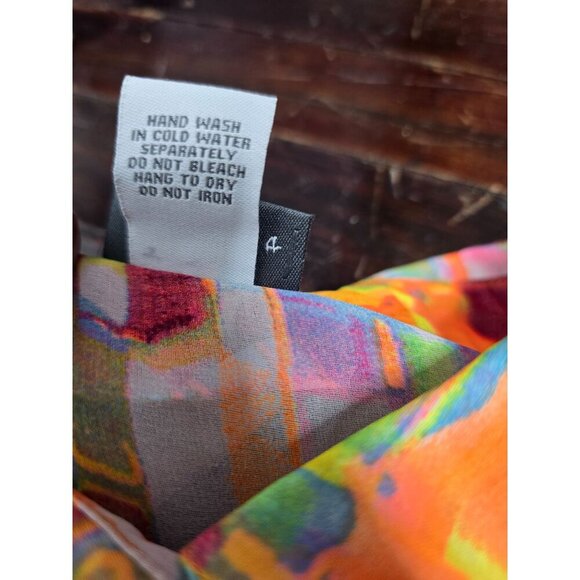 HAND WASH
IN COLD WATER
SEPARATELY
DO NOT BLEACH
HANG TO DRY
DO NOT IRON
4